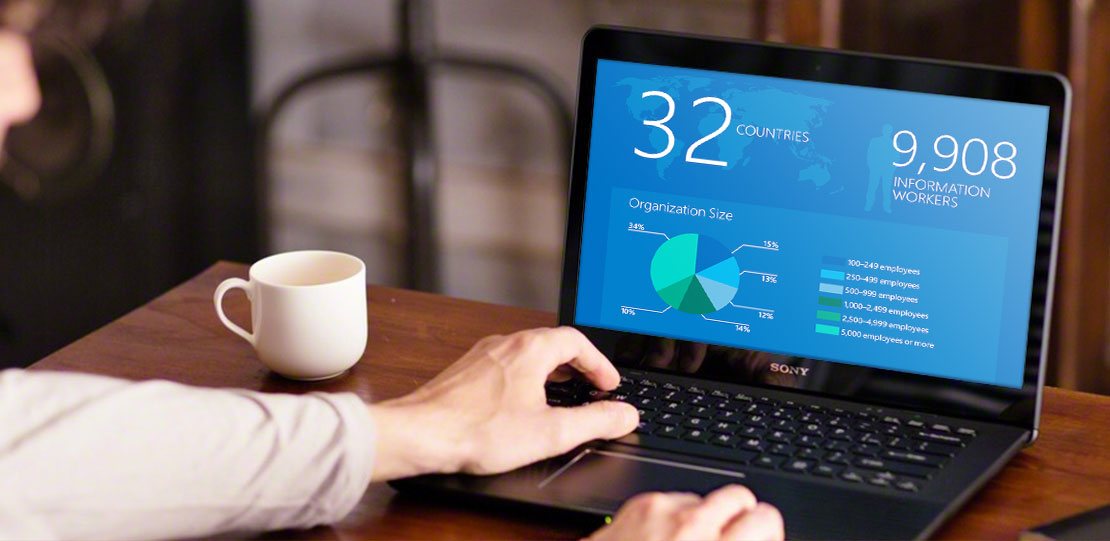 32 COUNTRIES
9,908
INFORMATION
WORKERS
Organization Size
34%
15%
13%
12%
14%
10%
100–249 employees
250–499 employees
500–999 employees
1,000–2,499 employees
2,500–4,999 employees
5,000 employees or more
SONY